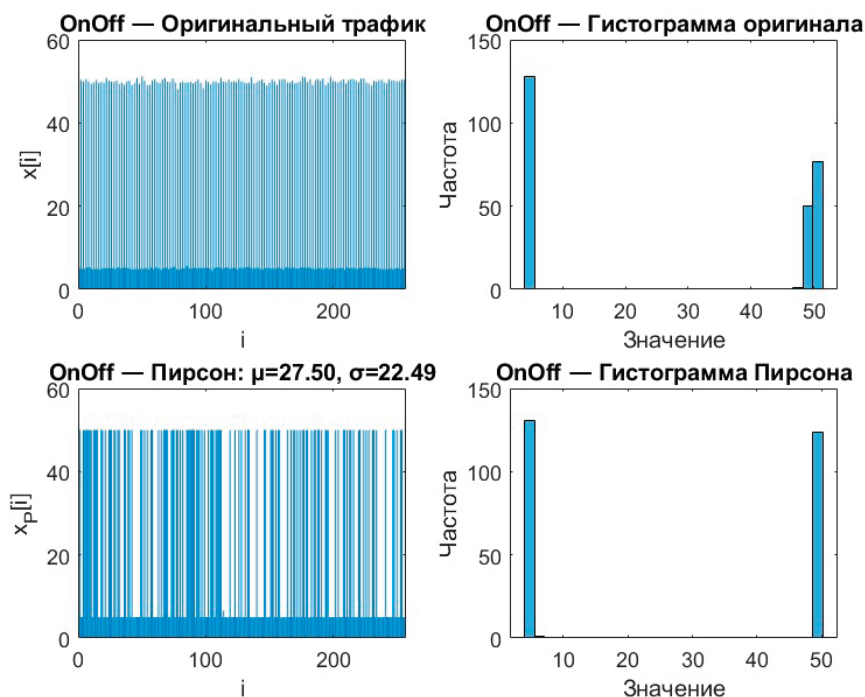 OnOff — Оригинальный трафик
60
40
20
0
x[i]
0
100
200
i
OnOff — Гистограмма оригинала
150
100
50
0
Частота
10
20
30
40
50
Значение
OnOff — Пирсон: μ=27.50, σ=22.49
60
40
20
0
x_P[i]
0
100
200
i
OnOff — Гистограмма Пирсона
150
100
50
0
Частота
10
20
30
40
50
Значение